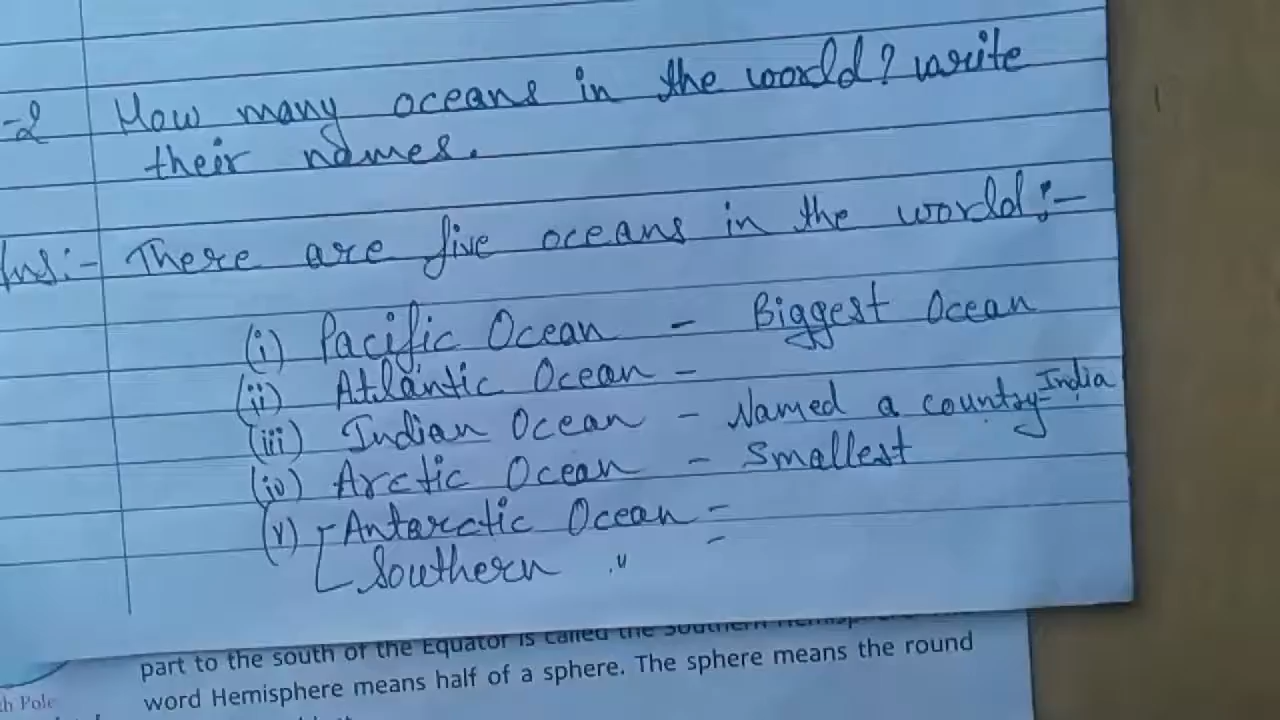 -2 How many oceans in the world? write
their names.
Ans:- There are five oceans in the world:-
(i) Pacific Ocean - Biggest Ocean
(ii) Atlantic Ocean -
(iii) Indian Ocean - Named a country-India
(iv) Arctic Ocean - Smallest
(v) Antarctic Ocean -
Southern " -
part to the south of the Equator is called the Southern Hemisphere.
word Hemisphere means half of a sphere. The sphere means the round
th Pole